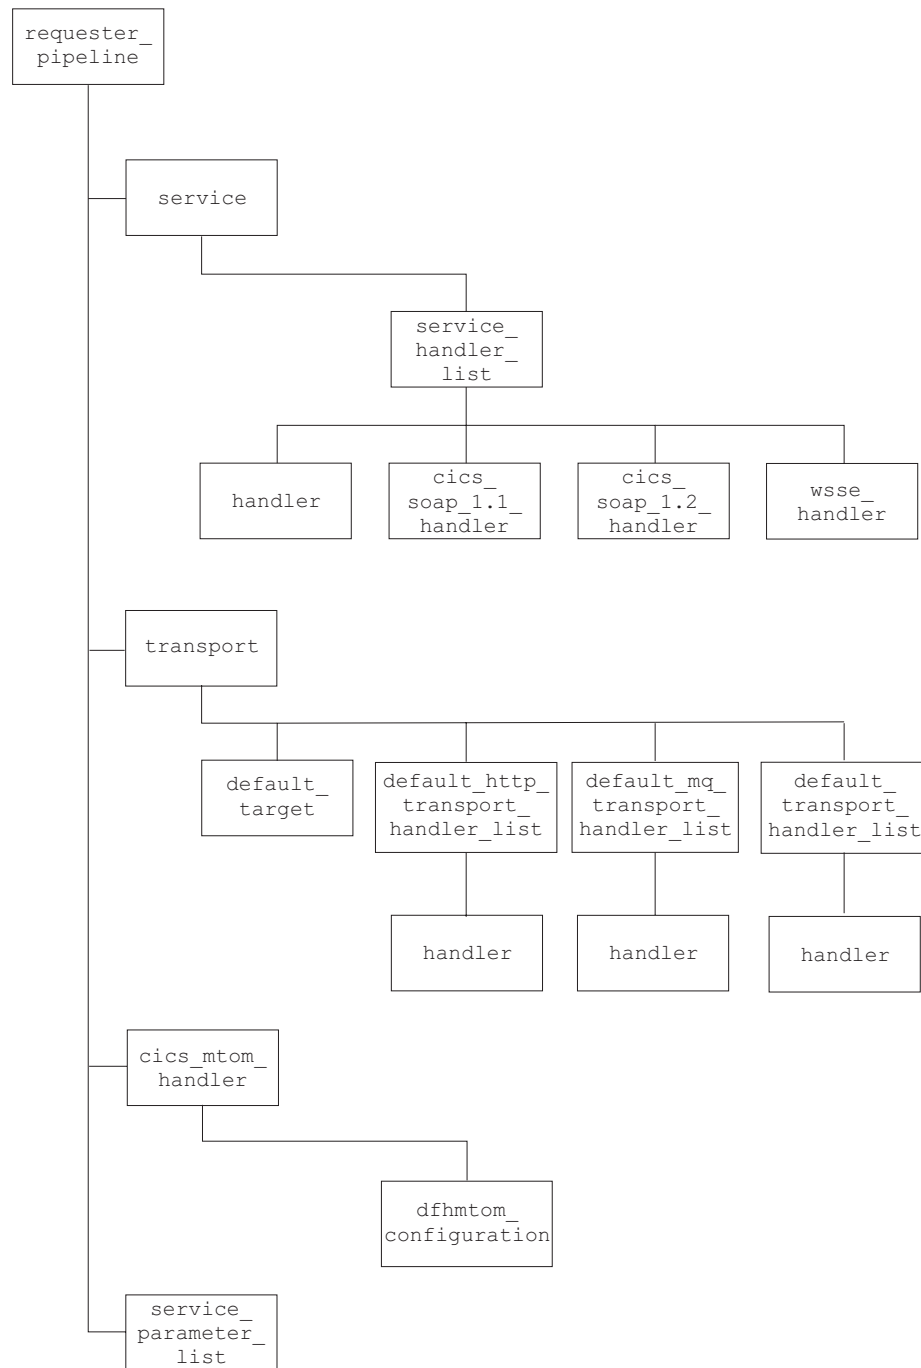 requester_
pipeline
service
service_
handler_
list
handler
cics_
soap_1.1_
handler
cics_
soap_1.2_
handler
wsse_
handler
transport
default_
target
default_http_
transport_
handler_list
default_mq_
transport_
handler_list
default_
transport_
handler_list
handler
handler
handler
cics_mtom_
handler
dfhmtom_
configuration
service_
parameter_
list